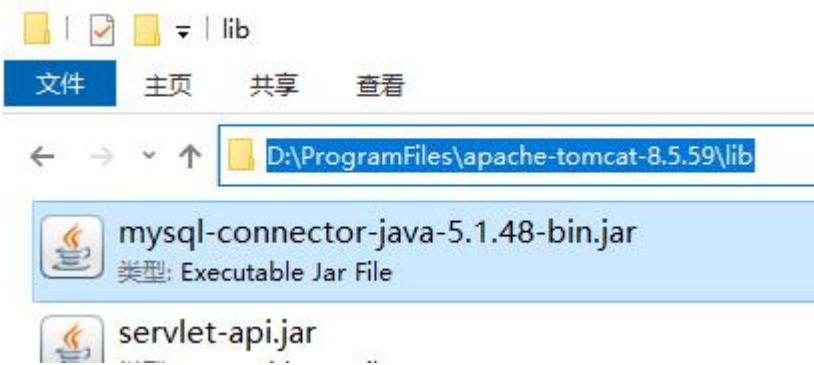 lib
文件 主页 共享 查看
D:\ProgramFiles\apache-tomcat-8.5.59\lib
mysql-connector-java-5.1.48-bin.jar
类型: Executable Jar File
servlet-api.jar